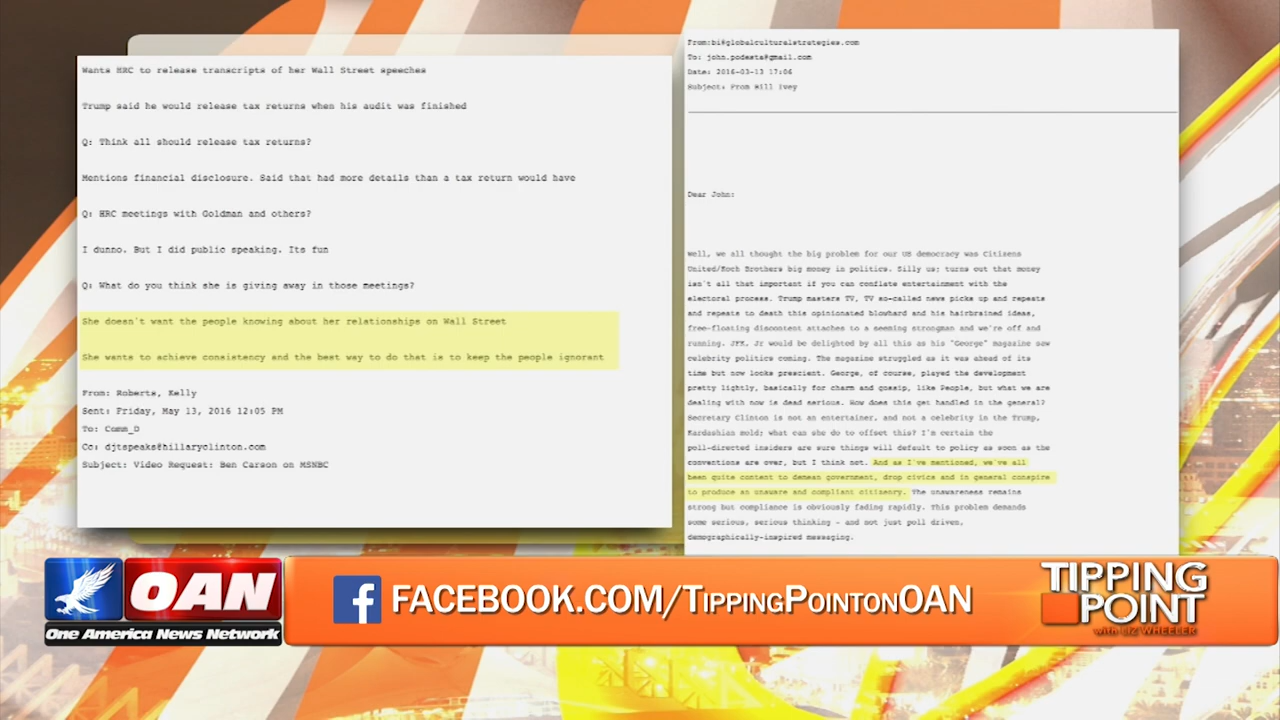 Wants HRC to release transcripts of her Wall Street speeches
Trump said he would release tax returns when his audit was finished
Q: Think all should release tax returns?
Mentions financial disclosure. Said that had more details than a tax return would have
Q: HRC meetings with Goldman and others?
I dunno. But I did public speaking. Its fun
Q: What do you think she is giving away in those meetings?
She doesn't want the people knowing about her relationships on Wall Street
She wants to achieve consistency and the best way to do that is to keep the people ignorant
From: Roberts, Kelly
Sent: Friday, May 13, 2016 12:05 PM
To: Comm_D
Cc: djtspeaks@hillaryclinton.com
Subject: Video Request: Ben Carson on MSNBC
From:bi@globalculturalstrategies.com
To: john.podesta@gmail.com
Date: 2016-03-13 17:06
Subject: From Bill Ivey
Dear John:
Well, we all thought the big problem for our US democracy was Citizens
United/Koch Brothers big money in politics. Silly us; turns out that money
isn't all that important if you can conflate entertainment with the
electoral process. Trump masters TV, TV so-called news picks up and repeats
and repeats to death this opinionated blowhard and his hairbrained ideas,
free-floating discontent attaches to a seeming strongman and we're off and
running. JFK, Jr would be delighted by all this as his "George" magazine saw
celebrity politics coming. The magazine struggled as it was ahead of its
time but now looks prescient. George, of course, played the development
pretty lightly, basically for charm and gossip, like People, but what we are
dealing with now is dead serious. How does this get handled in the general?
Secretary Clinton is not an entertainer, and not a celebrity in the Trump,
Kardashian mold; what can she do to offset this? I'm certain the
poll-directed insiders are sure things will default to policy as soon as the
conventions are over, but I think not. And as I've mentioned, we've all
been quite content to demean government, drop civics and in general conspire
to produce an unaware and compliant citizenry. The unawareness remains
strong but compliance is obviously fading rapidly. This problem demands
some serious, serious thinking - and not just poll driven,
demographically-inspired messaging.
OAN
One America News Network
f
FACEBOOK.COM/TIPPINGPOINTONOAN
TIPPING
POINT
with LIZ WHEELER